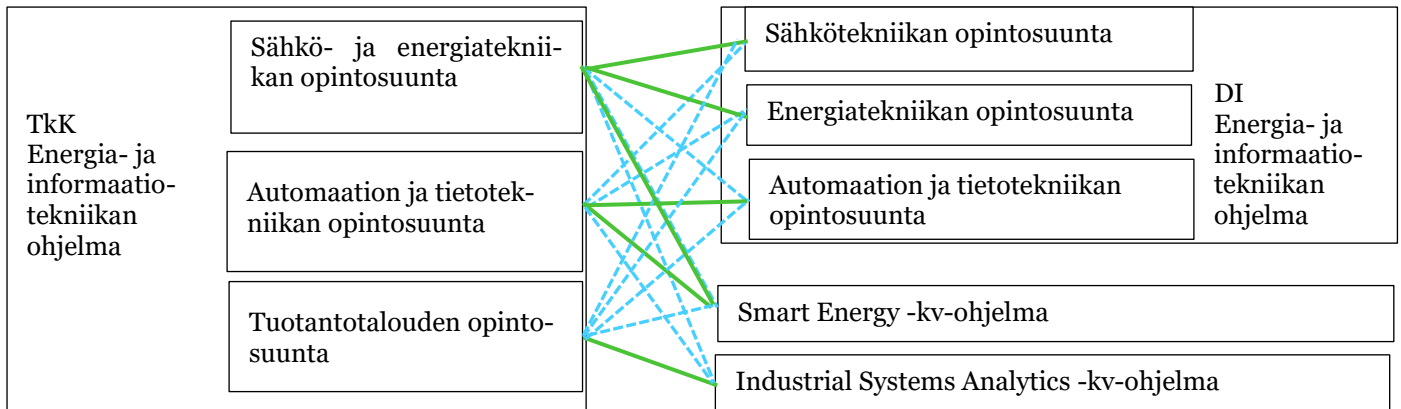 TkK
Energia- ja
informaatio-
tekniikan
ohjelma
Sähkö- ja energiatekni-
ikan opintosuunta
Automaation ja tietotek-
niikan opintosuunta
Tuotantotalouden opinto-
suunta
Sähkötekniikan opintosuunta
Energiatekniikan opintosuunta
Automaation ja tietotekniikan
opintosuunta
DI
Energia- ja
informaatio-
tekniikan
ohjelma
Smart Energy -kv-ohjelma
Industrial Systems Analytics -kv-ohjelma